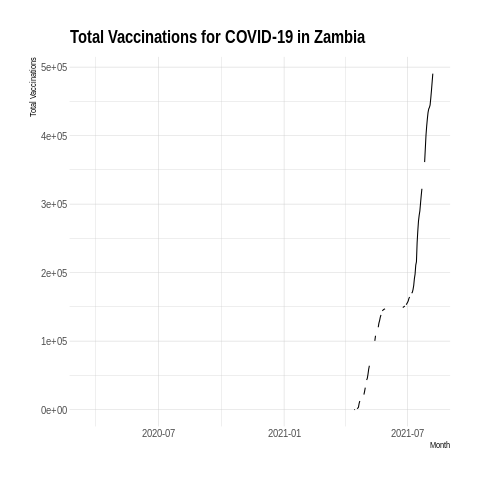 Total Vaccinations for COVID-19 in Zambia
Total Vaccinations
5e+05
4e+05
3e+05
2e+05
1e+05
0e+00
2020-07 2021-01 2021-07
Month